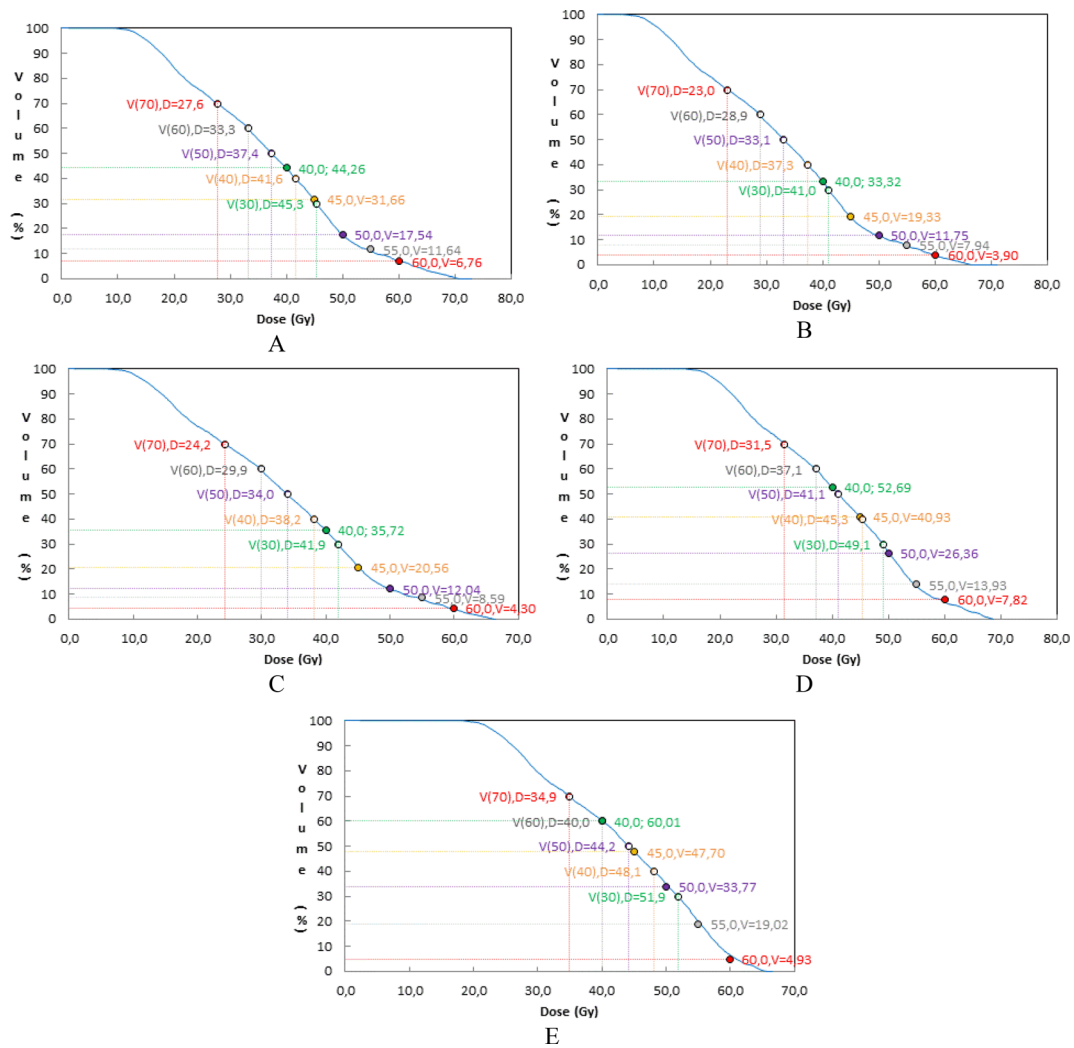 Volume (%)
100
90
80
70
60
50
40
30
20
10
0
V(70),D=27,6
V(60),D=33,3
V(50),D=37,4
40,0; 44,26
V(40),D=41,6
V(30),D=45,3
45,0,V=31,66
50,0,V=17,54
55,0,V=11,64
60,0,V=6,76
0,0 10,0 20,0 30,0 40,0 50,0 60,0 70,0 80,0
Dose (Gy)
A
Volume (%)
100
90
80
70
60
50
40
30
20
10
0
V(70),D=23,0
V(60),D=28,9
V(50),D=33,1
V(40),D=37,3
40,0; 33,32
V(30),D=41,0
45,0,V=19,33
50,0,V=11,75
55,0,V=7,94
60,0,V=3,90
0,0 10,0 20,0 30,0 40,0 50,0 60,0 70,0 80,0
Dose (Gy)
B
Volume (%)
100
90
80
70
60
50
40
30
20
10
0
V(70),D=24,2
V(60),D=29,9
V(50),D=34,0
V(40),D=38,2
40,0; 35,72
V(30),D=41,9
45,0,V=20,56
50,0,V=12,04
55,0,V=8,59
60,0,V=4,30
0,0 10,0 20,0 30,0 40,0 50,0 60,0 70,0
Dose (Gy)
C
Volume (%)
100
90
80
70
60
50
40
30
20
10
0
V(70),D=31,5
V(60),D=37,1
40,0; 52,69
V(50),D=41,1
V(40),D=45,3
45,0,V=40,93
V(30),D=49,1
50,0,V=26,36
55,0,V=13,93
60,0,V=7,82
0,0 10,0 20,0 30,0 40,0 50,0 60,0 70,0 80,0
Dose (Gy)
D
Volume (%)
100
90
80
70
60
50
40
30
20
10
0
V(70),D=34,9
V(60),D=40,0
40,0; 60,01
V(50),D=44,2
45,0,V=47,70
V(40),D=48,1
50,0,V=33,77
V(30),D=51,9
55,0,V=19,02
60,0,V=4,93
0,0 10,0 20,0 30,0 40,0 50,0 60,0 70,0
Dose (Gy)
E